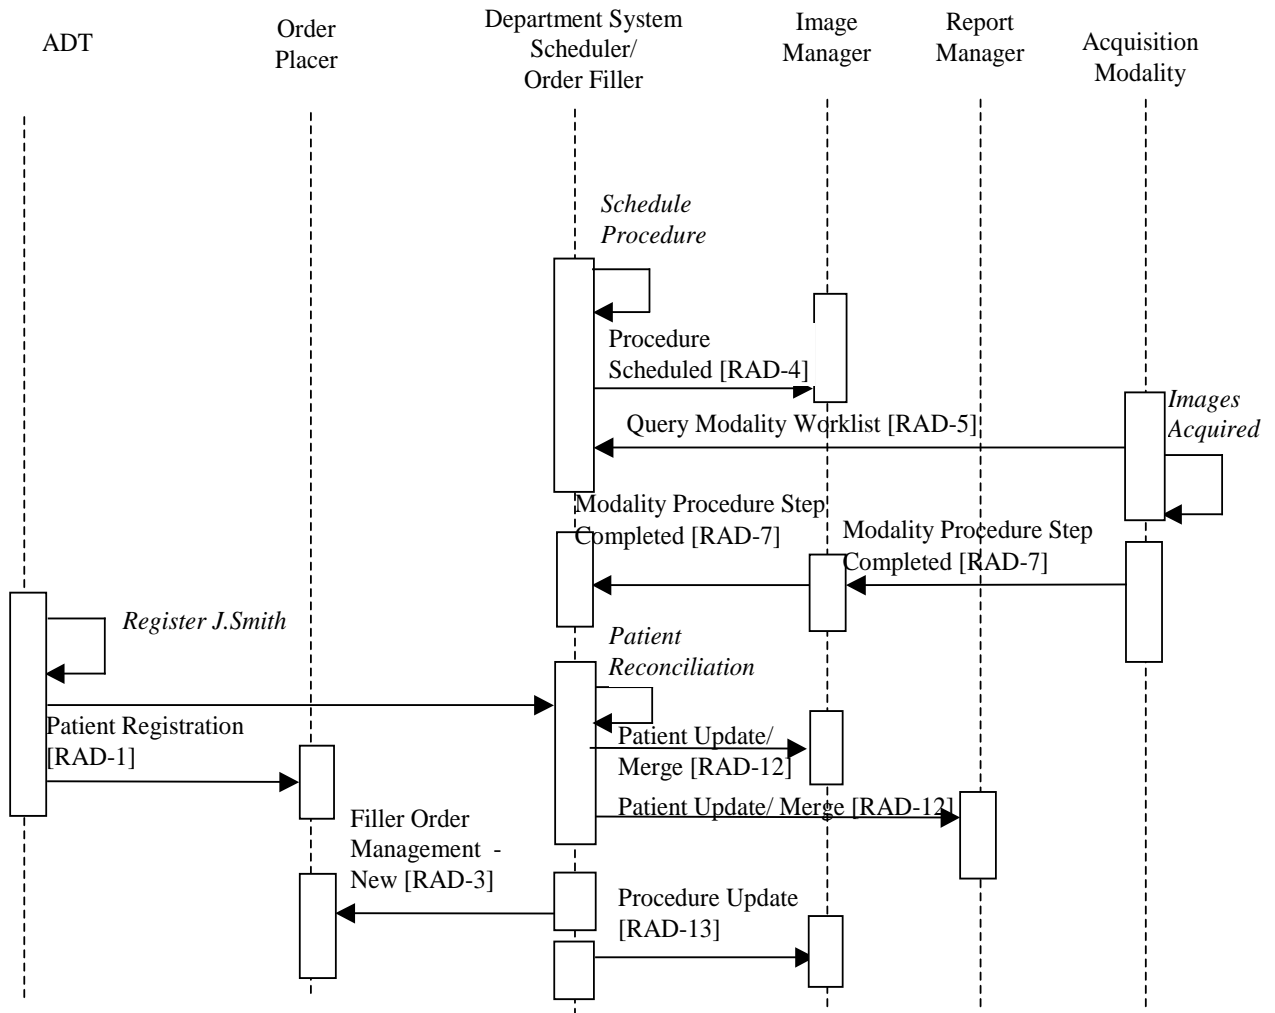 ADT
Order
Placer
Department System
Scheduler/
Order Filler
Image
Manager
Report
Manager
Acquisition
Modality
Schedule
Procedure
Procedure
Scheduled [RAD-4]
Images
Acquired
Query Modality Worklist [RAD-5]
Modality Procedure Step
Completed [RAD-7]
Modality Procedure Step
Completed [RAD-7]
Register J.Smith
Patient
Reconciliation
Patient Registration
[RAD-1]
Patient Update/
Merge [RAD-12]
Patient Update/ Merge [RAD-12]
Filler Order
Management -
New [RAD-3]
Procedure Update
[RAD-13]